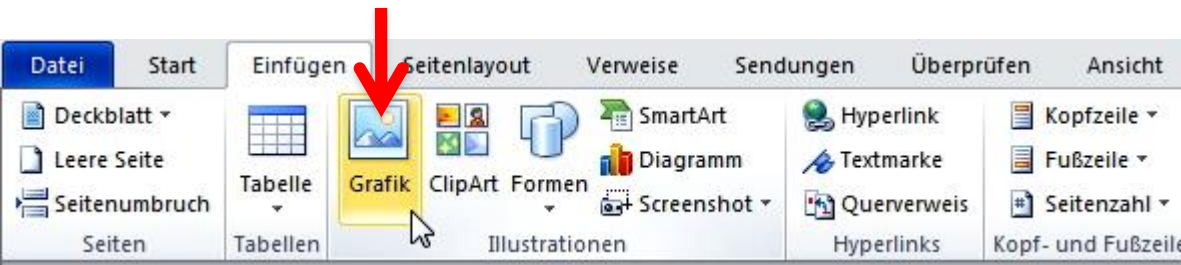 Datei Start Einfügen Seitenlayout Verweise Sendungen Überprüfen Ansicht
Deckblatt
Leere Seite
Seitenumbruch
Seiten
Tabelle
Tabellen
Grafik ClipArt Formen
SmartArt
Diagramm
Screenshot
Illustrationen
Hyperlink
Textmarke
Querverweis
Hyperlinks
Kopfzeile
Fußzeile
Seitenzahl
Kopf- und Fußzeile